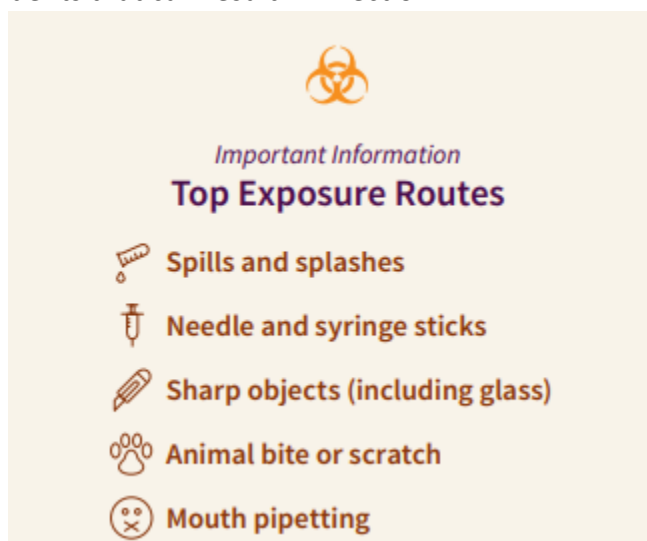 Important Information
Top Exposure Routes
Spills and splashes
Needle and syringe sticks
Sharp objects (including glass)
Animal bite or scratch
Mouth pipetting